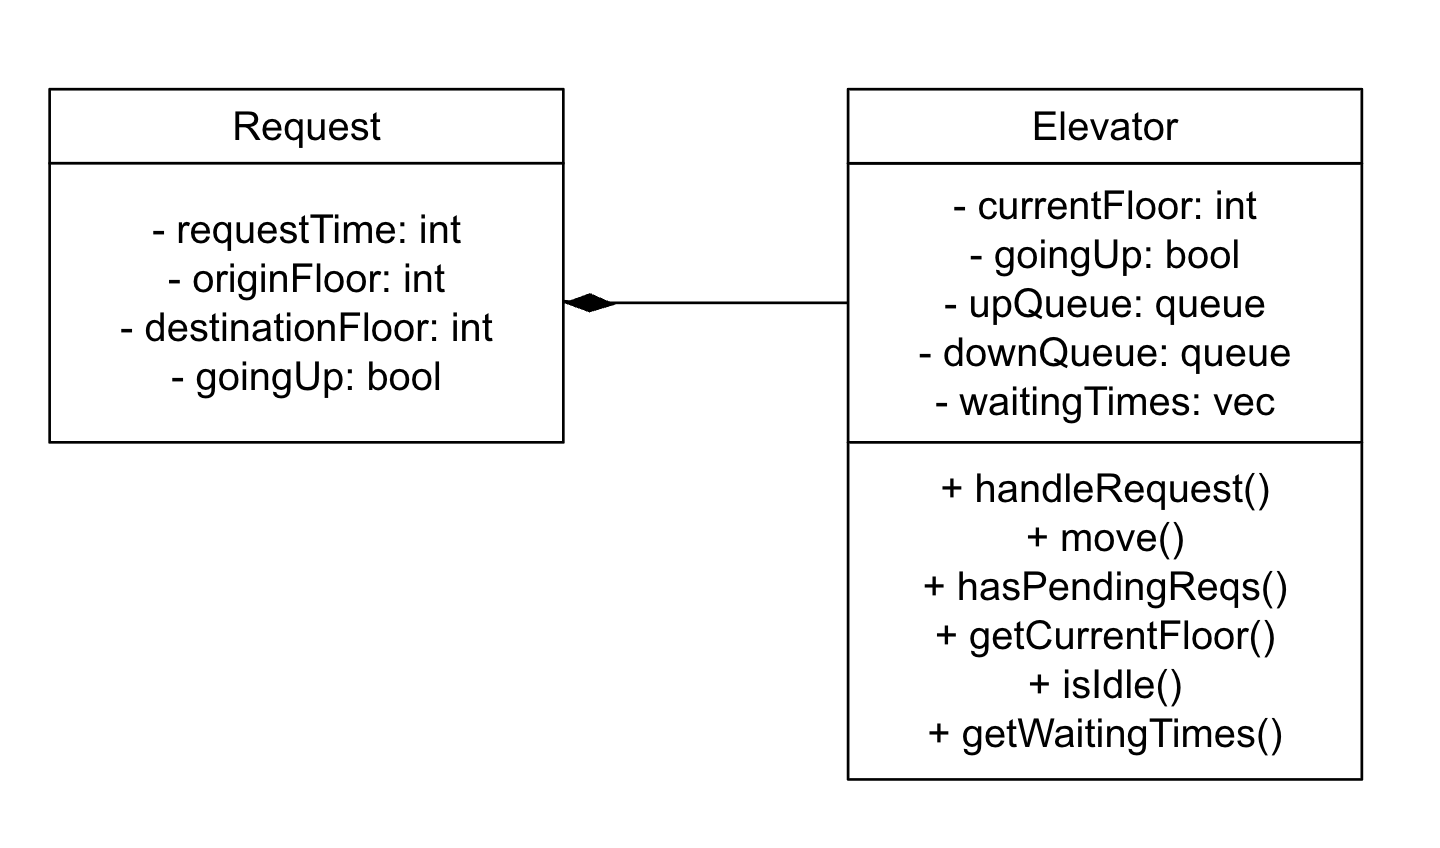 Request
- requestTime: int
- originFloor: int
- destinationFloor: int
- goingUp: bool
Elevator
- currentFloor: int
- goingUp: bool
- upQueue: queue
- downQueue: queue
- waitingTimes: vec
+ handleRequest()
+ move()
+ hasPendingReqs()
+ getCurrentFloor()
+ isIdle()
+ getWaitingTimes()